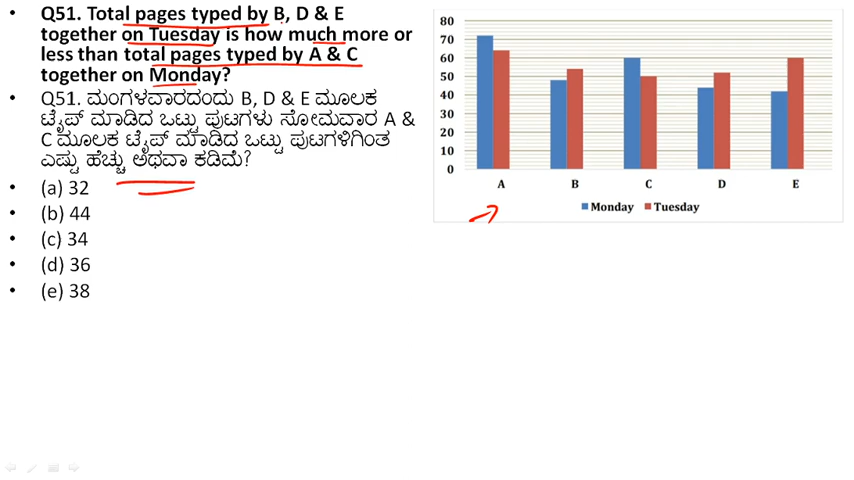 • Q51. Total pages typed by B, D & E
together on Tuesday is how much more or
less than total pages typed by A & C
together on Monday?
• Q51. ಮಂಗಳವಾರದಂದು B, D & E ಮೂಲಕ
ಟೈಪ್ ಮಾಡಿದ ಒಟ್ಟು ಪುಟಗಳು ಸೋಮವಾರ A &
C ಮೂಲಕ ಟೈಪ್ ಮಾಡಿದ ಒಟ್ಟು ಪುಟಗಳಿಗಿಂತ
ಎಷ್ಟು ಹೆಚ್ಚು ಅಥವಾ ಕಡಿಮೆ?
• (a) 32
• (b) 44
• (c) 34
• (d) 36
• (e) 38
80
70
60
50
40
30
20
10
0
A B C D E
Monday Tuesday